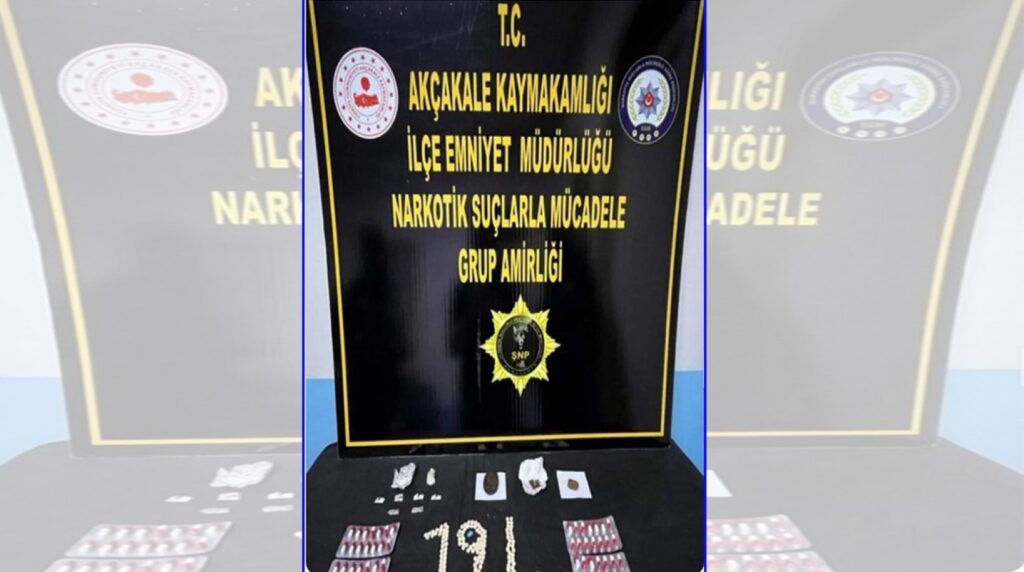 T.C.
AKÇAKALE KAYMAKAMLIĞI
İLÇE EMNİYET MÜDÜRLÜĞÜ
NARKOTİK SUÇLARLA MÜCADELE
GRUP AMİRLİĞİ
ŞNP
791